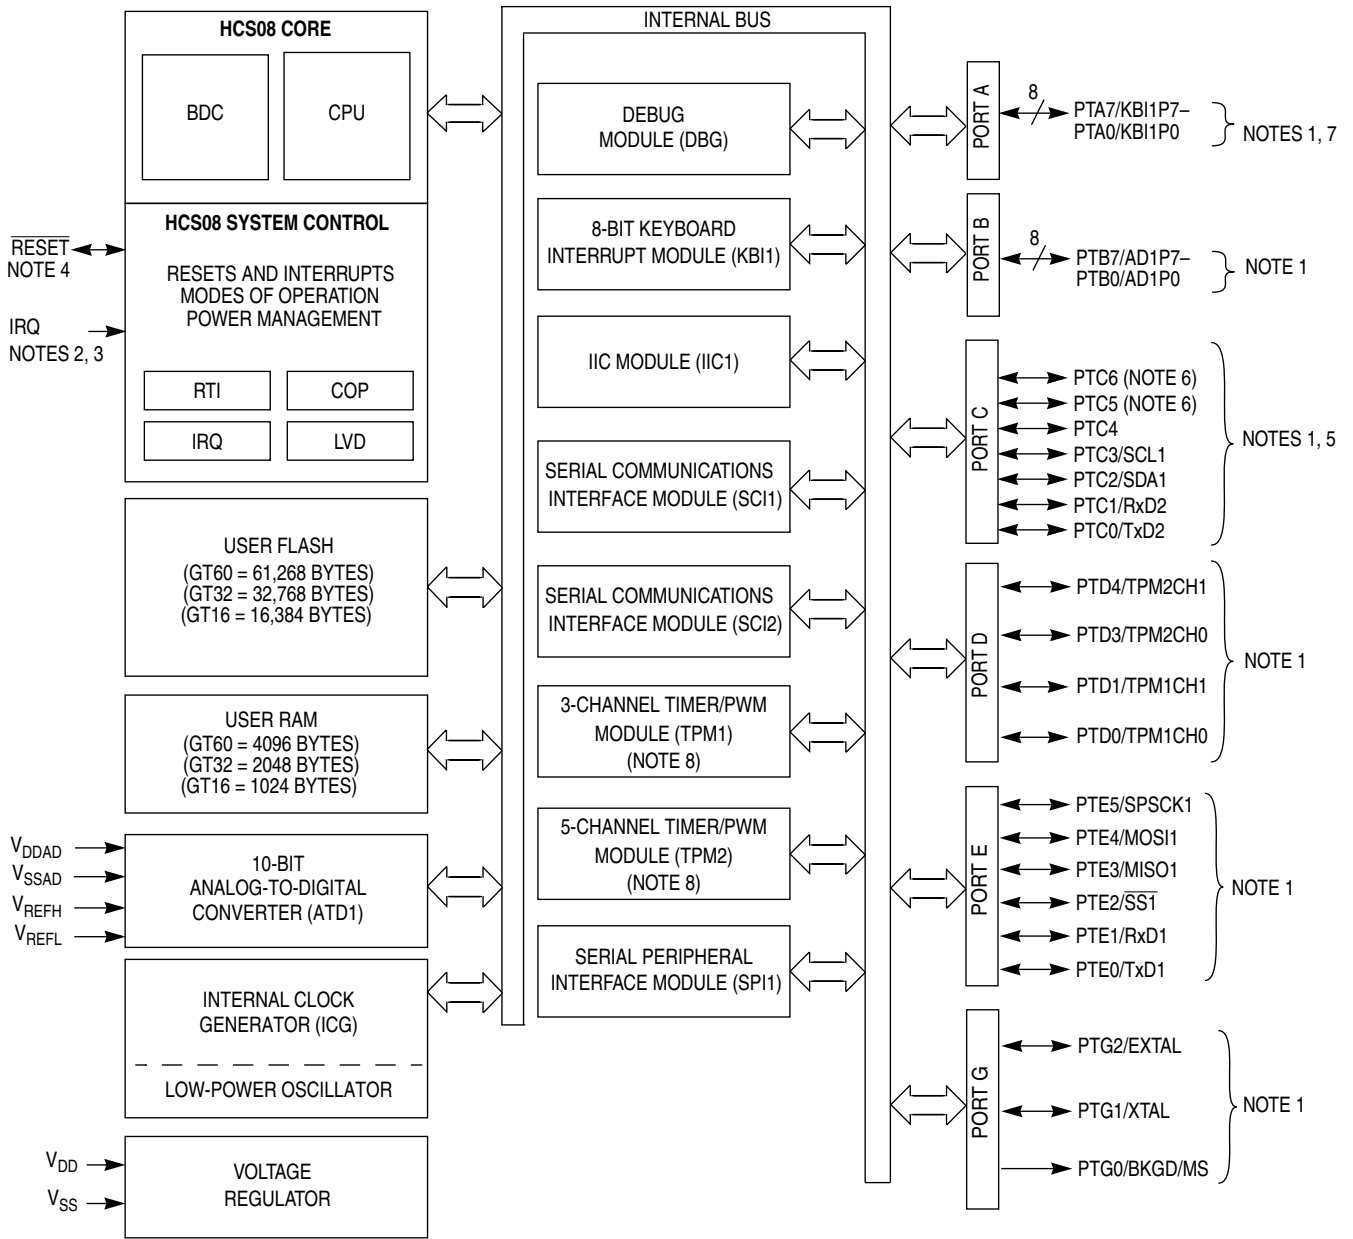 HCS08 CORE
BDC
CPU
HCS08 SYSTEM CONTROL
RESETS AND INTERRUPTS
MODES OF OPERATION
POWER MANAGEMENT
RTI
COP
IRQ
LVD
RESET
NOTE 4
IRQ
NOTES 2, 3
USER FLASH
(GT60 = 61,268 BYTES)
(GT32 = 32,768 BYTES)
(GT16 = 16,384 BYTES)
USER RAM
(GT60 = 4096 BYTES)
(GT32 = 2048 BYTES)
(GT16 = 1024 BYTES)
VDDAD
VSSAD
VREFH
VREFL
10-BIT
ANALOG-TO-DIGITAL
CONVERTER (ATD1)
INTERNAL CLOCK
GENERATOR (ICG)
LOW-POWER OSCILLATOR
VDD
VSS
VOLTAGE
REGULATOR
INTERNAL BUS
DEBUG
MODULE (DBG)
8-BIT KEYBOARD
INTERRUPT MODULE (KBI1)
IIC MODULE (IIC1)
SERIAL COMMUNICATIONS
INTERFACE MODULE (SCI1)
SERIAL COMMUNICATIONS
INTERFACE MODULE (SCI2)
3-CHANNEL TIMER/PWM
MODULE (TPM1)
(NOTE 8)
5-CHANNEL TIMER/PWM
MODULE (TPM2)
(NOTE 8)
SERIAL PERIPHERAL
INTERFACE MODULE (SPI1)
PORT A
8
PTA7/KBI1P7–
PTA0/KBI1P0
NOTES 1, 7
PORT B
8
PTB7/AD1P7–
PTB0/AD1P0
NOTE 1
PORT C
PTC6 (NOTE 6)
PTC5 (NOTE 6)
PTC4
PTC3/SCL1
PTC2/SDA1
PTC1/RxD2
PTC0/TxD2
NOTES 1, 5
PORT D
PTD4/TPM2CH1
PTD3/TPM2CH0
PTD1/TPM1CH1
PTD0/TPM1CH0
NOTE 1
PORT E
PTE5/SPSCK1
PTE4/MOSI1
PTE3/MISO1
PTE2/SS1
PTE1/RxD1
PTE0/TxD1
NOTE 1
PORT G
PTG2/EXTAL
PTG1/XTAL
PTG0/BKGD/MS
NOTE 1